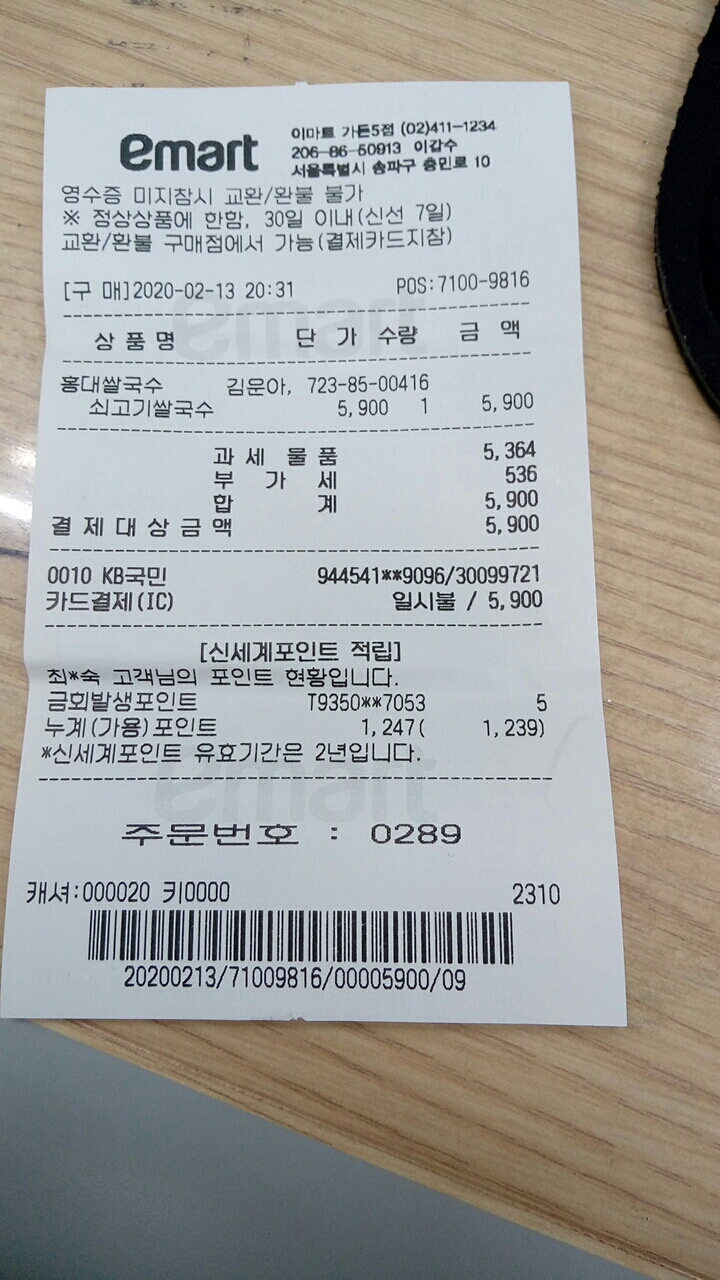 emart
이마트 가든5점 (02)411-1234
206-86-50913 이갑수
서울특별시 송파구 충민로 10
영수증 미지참시 교환/환불 불가
※ 정상상품에 한함, 30일 이내(신선 7일)
교환/환불 구매점에서 가능(결제카드지참)
[구 매]2020-02-13 20:31 POS:7100-9816
상 품 명 단 가 수량 금 액
홍대쌀국수 김운아, 723-85-00416
쇠고기쌀국수 5,900 1 5,900
과 세 물 품 5,364
부 가 세 536
합 계 5,900
결 제 대 상 금 액 5,900
0010 KB국민 944541**9096/30099721
카드결제(IC) 일시불 / 5,900
[신세계포인트 적립]
최*숙 고객님의 포인트 현황입니다.
금회발생포인트 T9350**7053 5
누계(가용)포인트 1,247( 1,239)
*신세계포인트 유효기간은 2년입니다.
주문번호 : 0289
캐셔:000020 키0000 2310
20200213/71009816/00005900/09